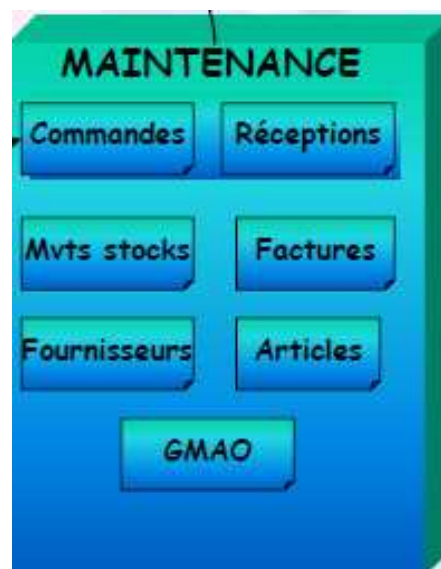 MAINTENANCE
Commandes Réceptions
Mvts stocks Factures
Fournisseurs Articles
GMAO